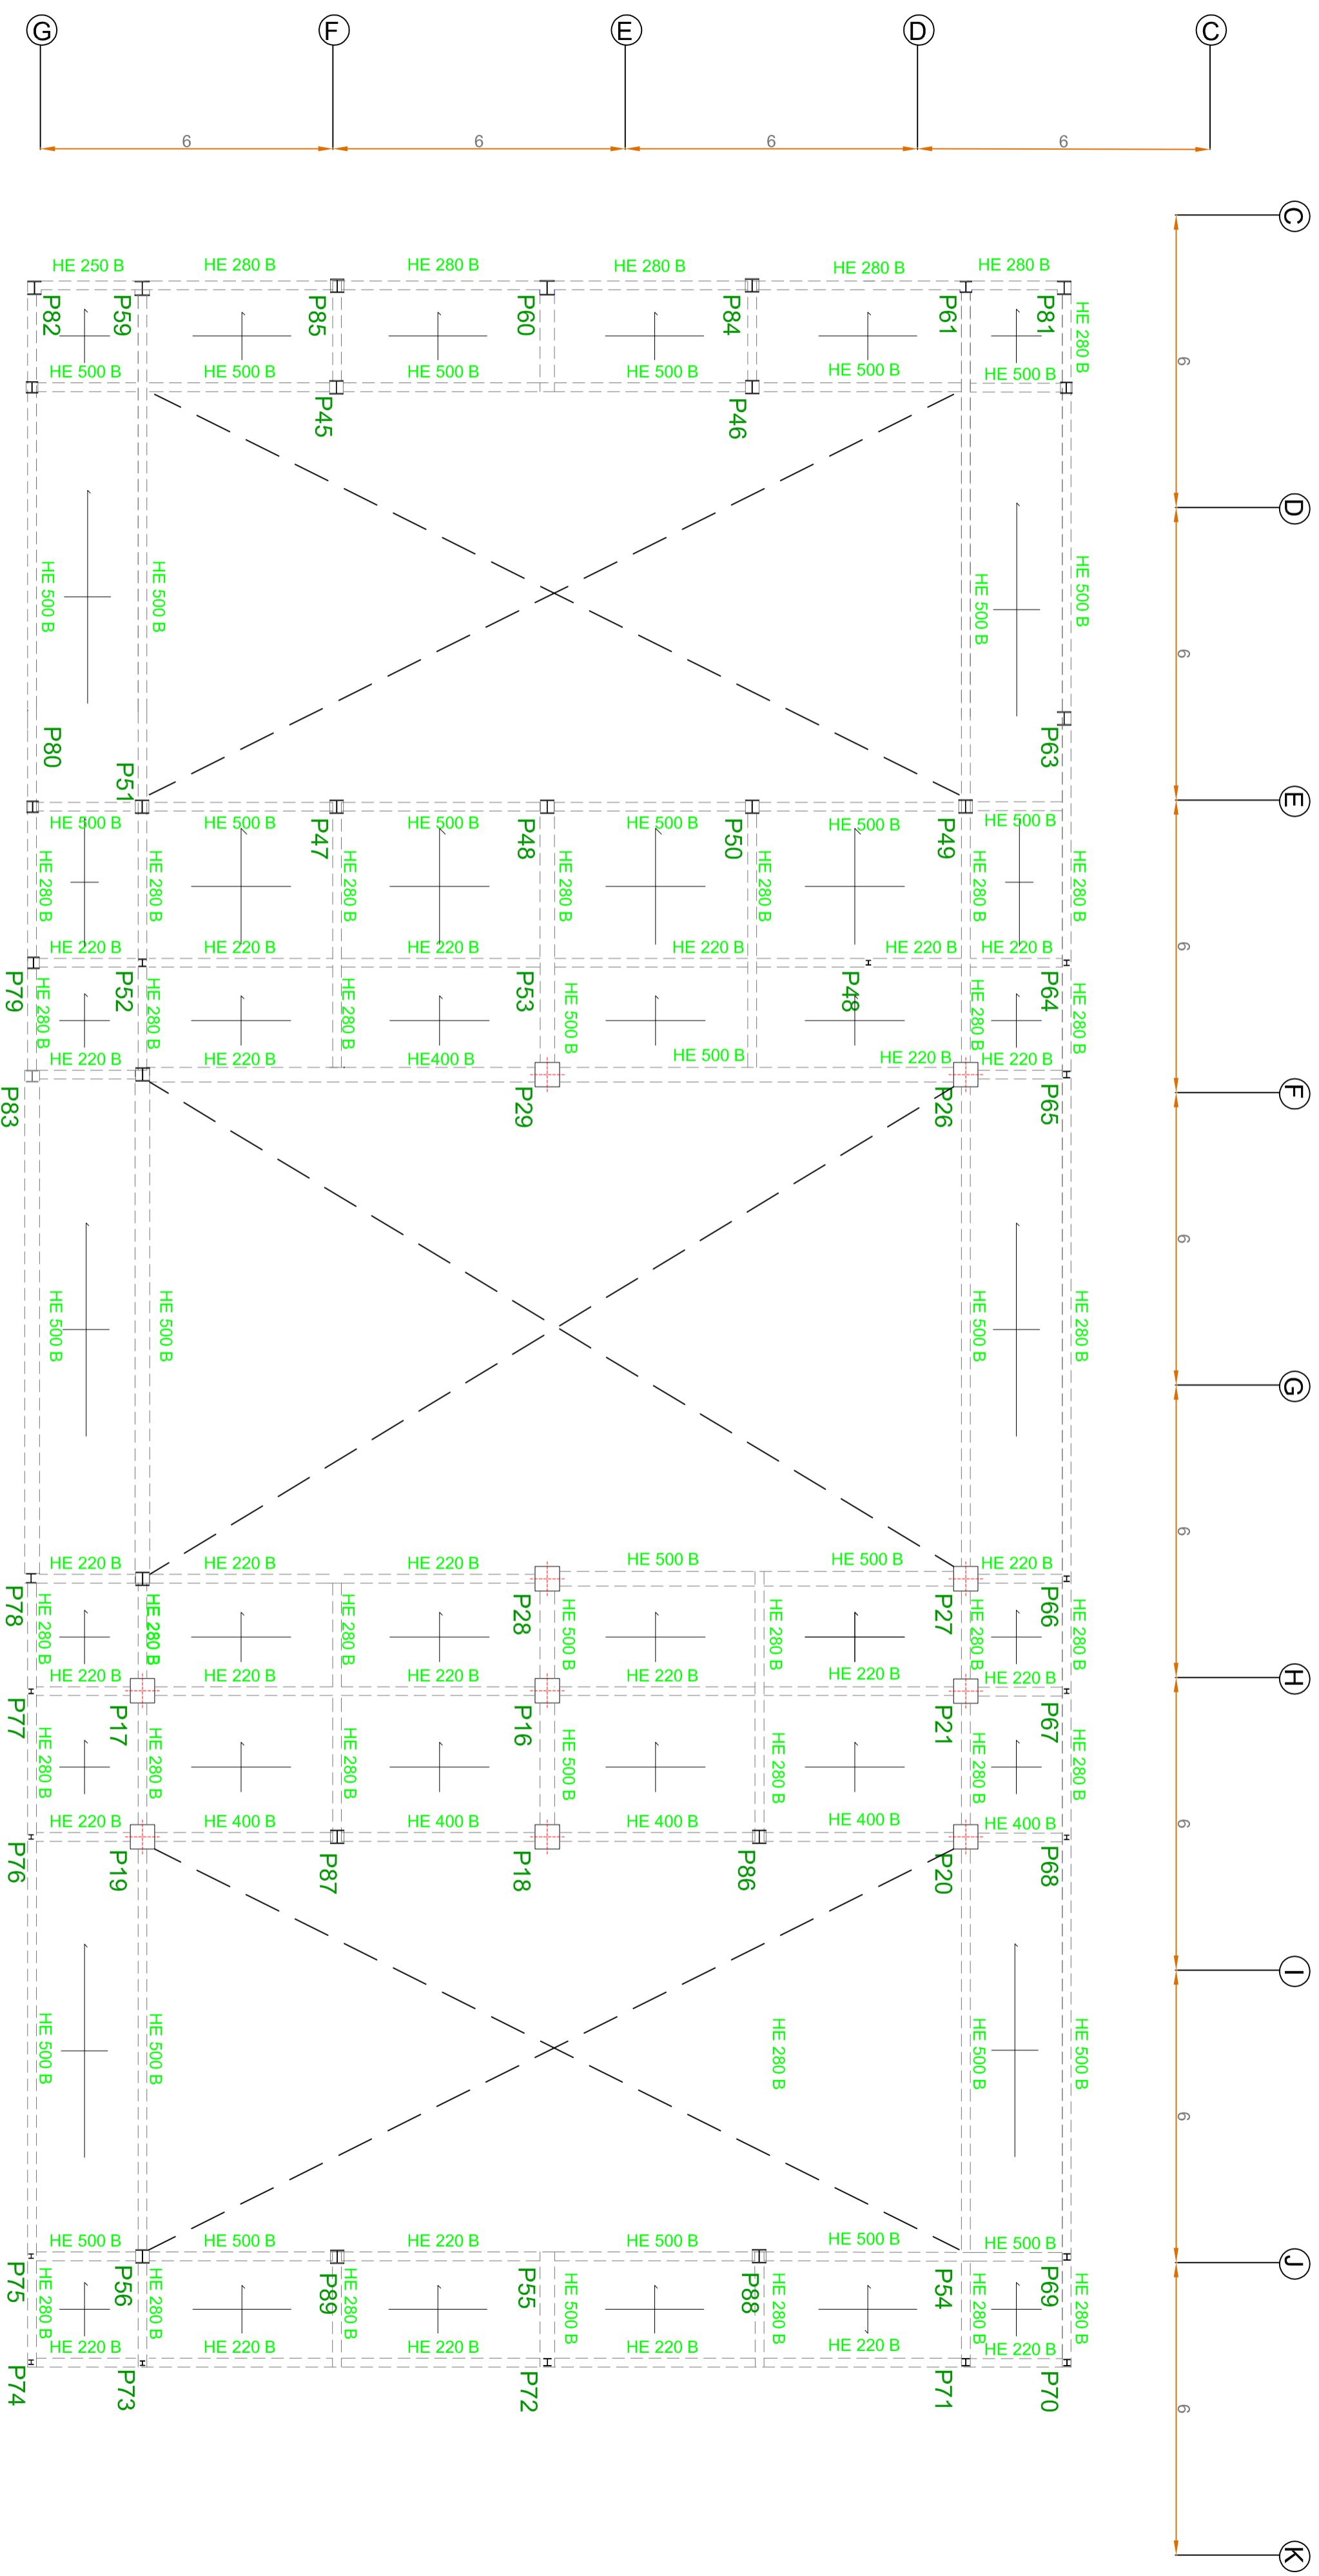 G F E D C
6 6 6 6
C
HE 250 B HE 280 B HE 280 B HE 280 B HE 280 B HE 280 B
P82 P59 P85 P60 P84 P61 P81
HE 280 B
6
HE 500 B HE 500 B HE 500 B HE 500 B HE 500 B HE 500 B
P45 P46
D
HE 500 B HE 500 B HE 500 B HE 500 B
6
P80 P51 P63
E
HE 500 B HE 500 B HE 500 B HE 500 B HE 500 B HE 500 B
P47 P48 P50 P49
HE 280 B HE 280 B HE 280 B HE 280 B HE 280 B HE 280 B HE 280 B
6
HE 220 B HE 220 B HE 220 B HE 220 B HE 220 B HE 220 B
P79 P52 P53 P48 P64
HE 280 B HE 280 B HE 280 B HE 500 B HE 280 B HE 280 B
HE 220 B HE 220 B HE400 B HE 500 B HE 220 B HE 220 B
P83 P29 P26 P65
F
6
HE 500 B HE 500 B HE 500 B HE 280 B
G
6
HE 220 B HE 220 B HE 220 B HE 500 B HE 500 B HE 220 B
P78 P28 P27 P66
HE 280 B HE 280 B HE 280 B HE 500 B HE 280 B HE 280 B HE 280 B
HE 220 B HE 220 B HE 220 B HE 220 B HE 220 B HE 220 B
H
P77 P17 P16 P21 P67
HE 280 B HE 280 B HE 280 B HE 500 B HE 280 B HE 280 B HE 280 B
HE 220 B HE 400 B HE 400 B HE 400 B HE 400 B HE 400 B
6
P76 P19 P87 P18 P86 P20 P68
I
HE 500 B HE 500 B HE 280 B HE 500 B HE 500 B
6
HE 500 B HE 500 B HE 220 B HE 500 B HE 500 B HE 500 B
J
P75 P56 P89 P55 P88 P54 P69
HE 280 B HE 280 B HE 280 B HE 500 B HE 280 B HE 280 B HE 280 B
HE 220 B HE 220 B HE 220 B HE 220 B HE 220 B HE 220 B
P74 P73 P72 P71 P70
6
K